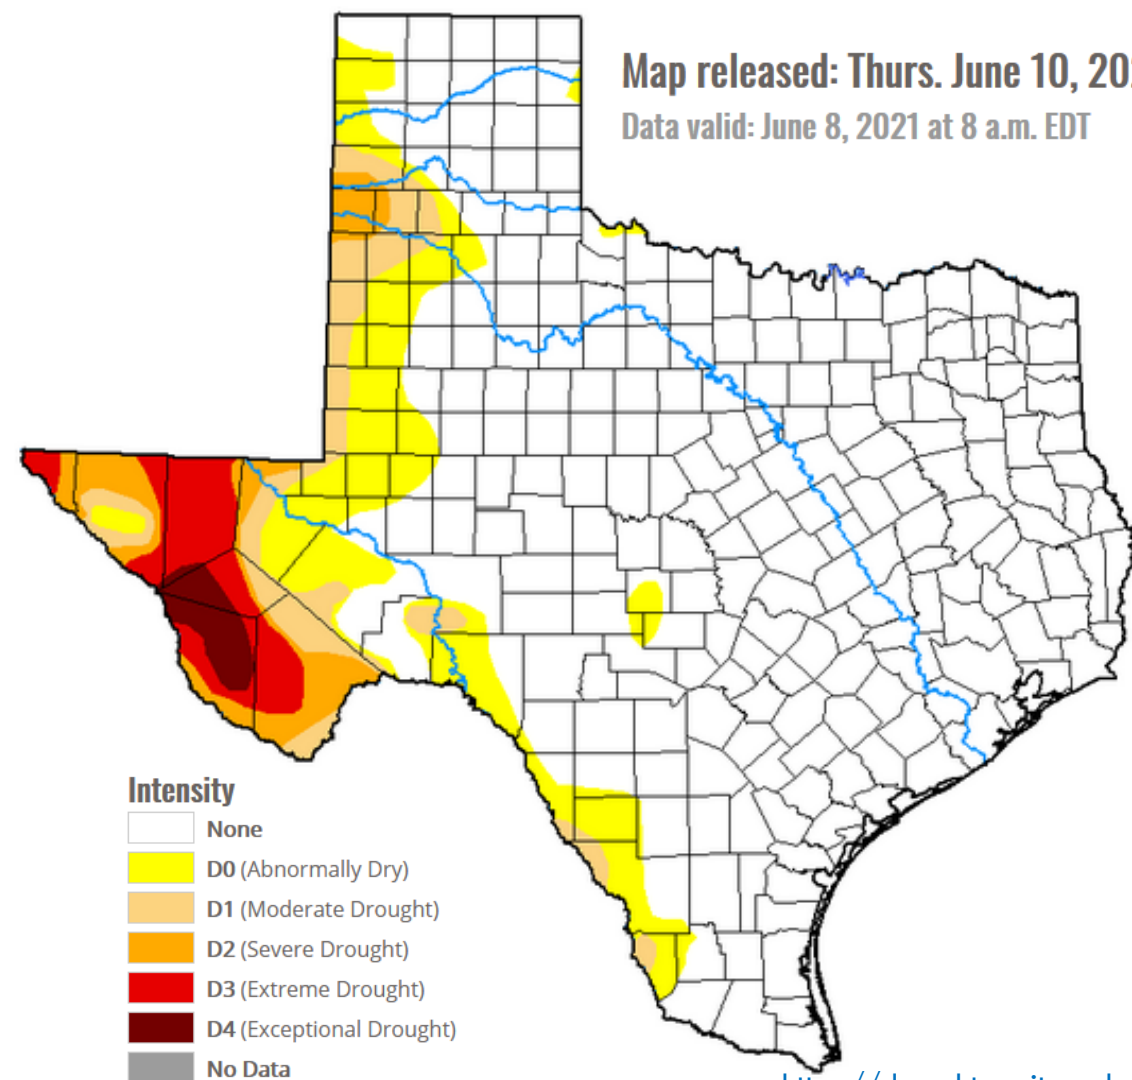 Map released: Thurs. June 10,
Data valid: June 8, 2021 at 8 a.m. EDT
Intensity
None
D0 (Abnormally Dry)
D1 (Moderate Drought)
D2 (Severe Drought)
D3 (Extreme Drought)
D4 (Exceptional Drought)
No Data